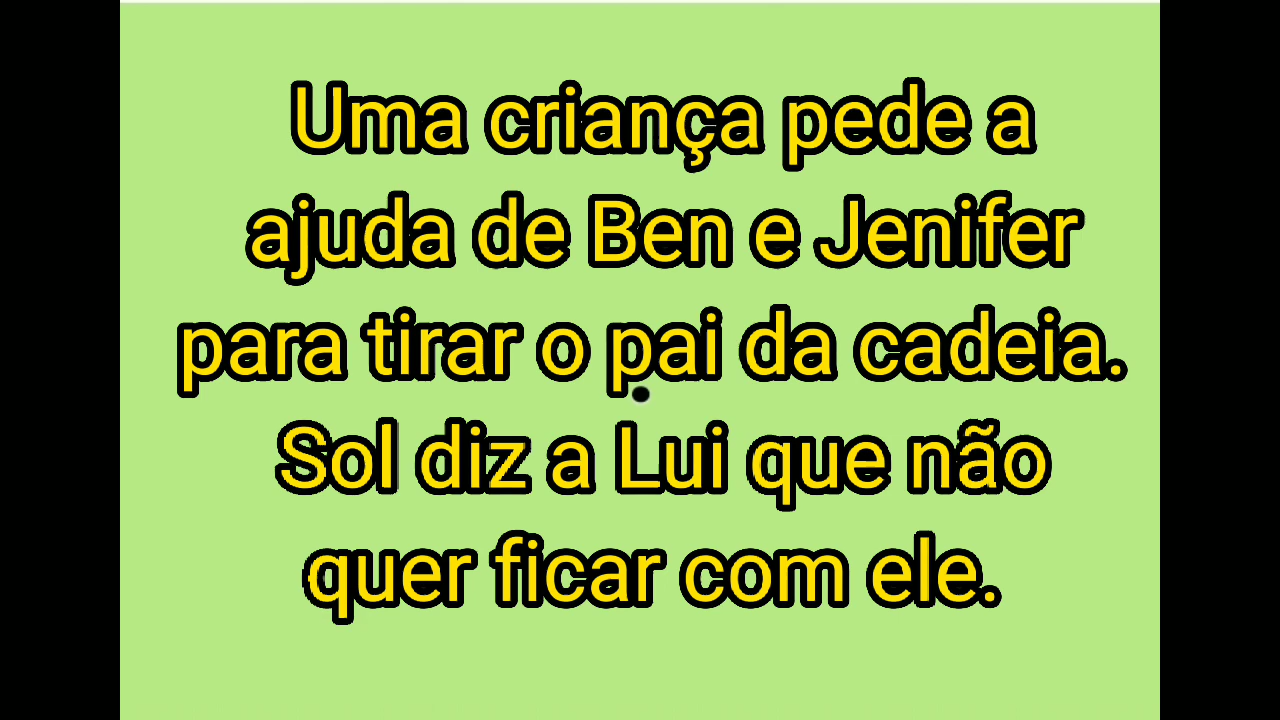 Uma criança pede a
ajuda de Ben e Jenifer
para tirar o pai da cadeia.
Sol diz a Lui que não
quer ficar com ele.